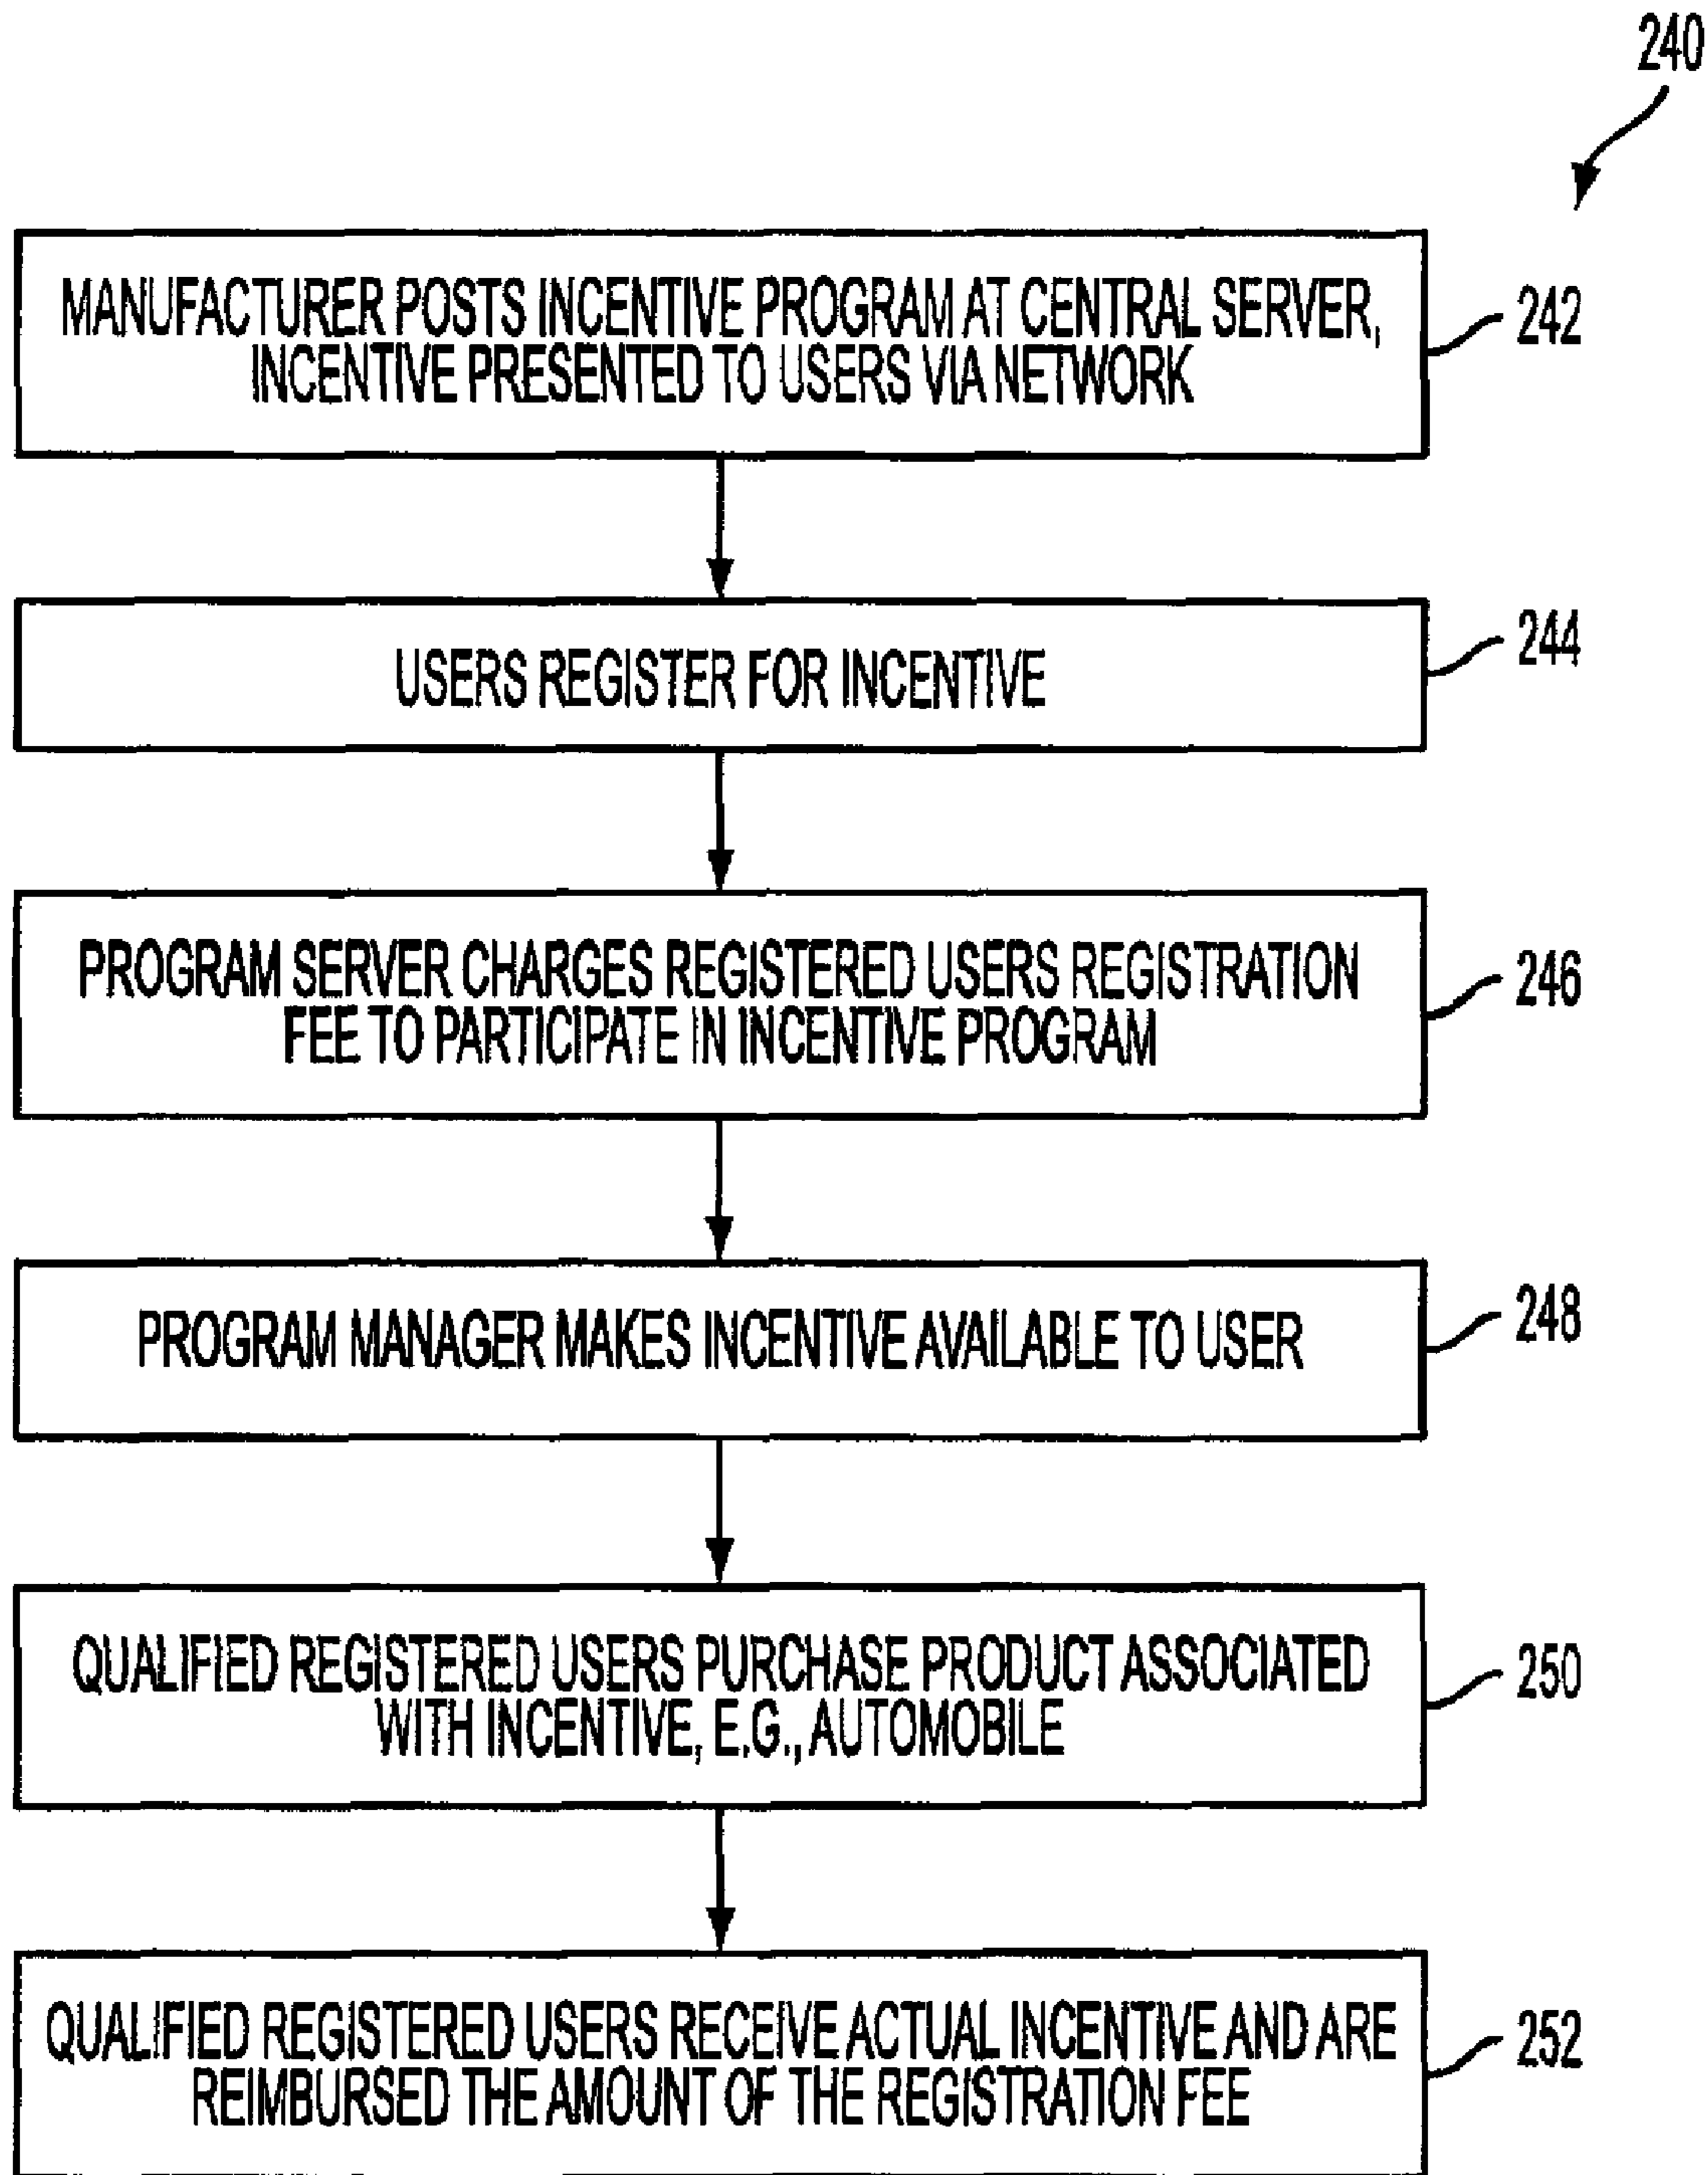 240
MANUFACTURER POSTS INCENTIVE PROGRAM AT CENTRAL SERVER,
INCENTIVE PRESENTED TO USERS VIA NETWORK
242
USERS REGISTER FOR INCENTIVE
244
PROGRAM SERVER CHARGES REGISTERED USERS REGISTRATION
FEE TO PARTICIPATE IN INCENTIVE PROGRAM
246
PROGRAM MANAGER MAKES INCENTIVE AVAILABLE TO USER
248
QUALIFIED REGISTERED USERS PURCHASE PRODUCT ASSOCIATED
WITH INCENTIVE, E.G., AUTOMOBILE
250
QUALIFIED REGISTERED USERS RECEIVE ACTUAL INCENTIVE AND ARE
REIMBURSED THE AMOUNT OF THE REGISTRATION FEE
252